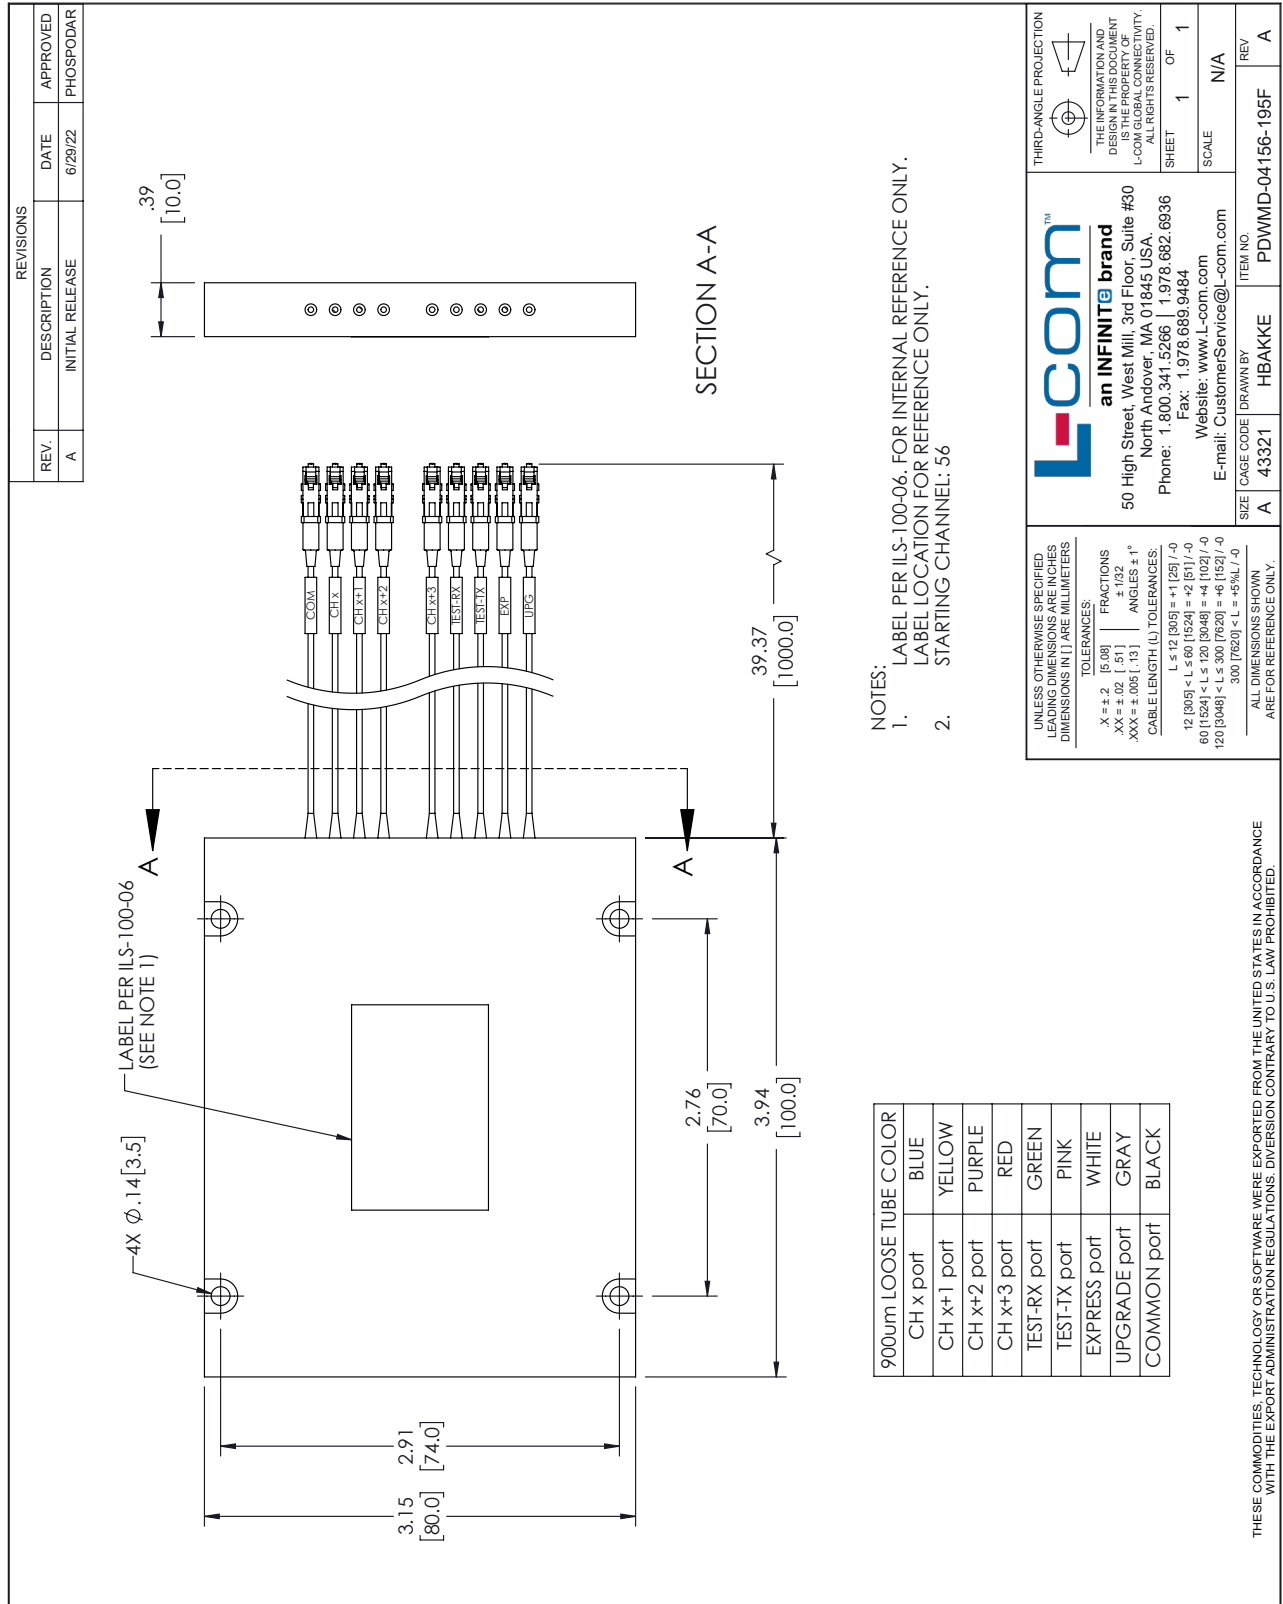 REVISIONS
REV. DESCRIPTION DATE APPROVED
A INITIAL RELEASE 6/29/22 PHOSPODAR
LABEL PER ILS-100-06
(SEE NOTE 1)
4X Ø.14[3.5]
A
A
COM
CH x
CH x+1
CH x+2
CH x+3
TEST-RX
TEST-TX
EXP
UPG
.39
[10.0]
SECTION A-A
2.91
[74.0]
3.15
[80.0]
2.76
[70.0]
3.94
[100.0]
39.37
[1000.0]
900um LOOSE TUBE COLOR
CH x port BLUE
CH x+1 port YELLOW
CH x+2 port PURPLE
CH x+3 port RED
TEST-RX port GREEN
TEST-TX port PINK
EXPRESS port WHITE
UPGRADE port GRAY
COMMON port BLACK
NOTES:
1. LABEL PER ILS-100-06. FOR INTERNAL REFERENCE ONLY.
LABEL LOCATION FOR REFERENCE ONLY.
2. STARTING CHANNEL: 56
UNLESS OTHERWISE SPECIFIED
LEADING DIMENSIONS ARE INCHES
DIMENSIONS IN [ ] ARE MILLIMETERS
TOLERANCES:
.X = ± .2 [5.08] FRACTIONS
.XX = ± .02 [ .51] ± 1/32
.XXX = ± .005 [ .13] ANGLES ± 1°
CABLE LENGTH (L) TOLERANCES:
L ≤ 12 [305] = +1 [25] / -0
12 [305] < L ≤ 60 [1524] = +2 [51] / -0
60 [1524] < L ≤ 120 [3048] = +4 [102] / -0
120 [3048] < L ≤ 300 [7620] = +6 [152] / -0
300 [7620] < L = +5%L / -0
ALL DIMENSIONS SHOWN
ARE FOR REFERENCE ONLY.
L-com™
an INFINITe brand
50 High Street, West Mill, 3rd Floor, Suite #30
North Andover, MA 01845 USA.
Phone: 1.800.341.5266 | 1.978.682.6936
Fax: 1.978.689.9484
Website: www.L-com.com
E-mail: CustomerService@L-com.com
THIRD-ANGLE PROJECTION
THE INFORMATION AND
DESIGN IN THIS DOCUMENT
IS THE PROPERTY OF
L-COM GLOBAL CONNECTIVITY.
ALL RIGHTS RESERVED.
SHEET 1 OF 1
SCALE N/A
SIZE A
CAGE CODE 43321
DRAWN BY HBAKKE
ITEM NO. PDWMD-04156-195F
REV A
THESE COMMODITIES, TECHNOLOGY OR SOFTWARE WERE EXPORTED FROM THE UNITED STATES IN ACCORDANCE
WITH THE EXPORT ADMINISTRATION REGULATIONS. DIVERSION CONTRARY TO U.S. LAW PROHIBITED.